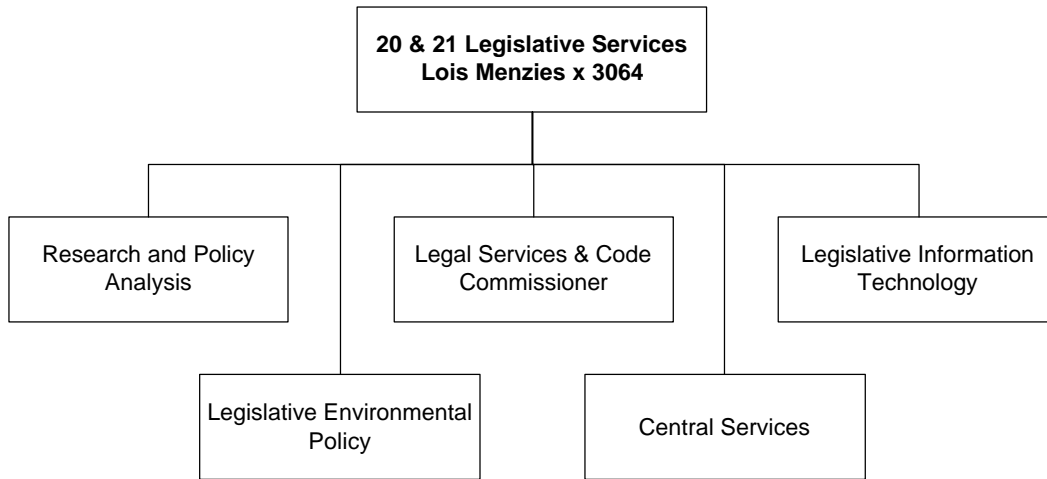 20 & 21 Legislative Services
Lois Menzies x 3064
Research and Policy
Analysis
Legal Services & Code
Commissioner
Legislative Information
Technology
Legislative Environmental
Policy
Central Services